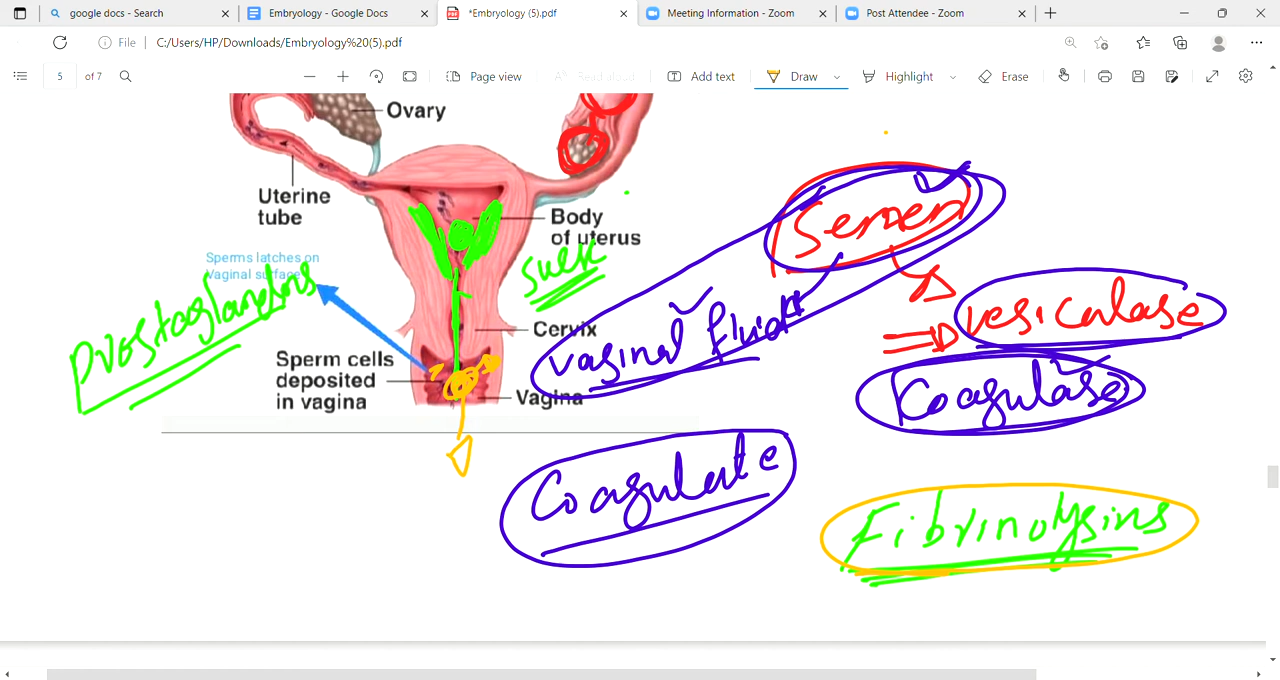 google docs - Search
Embryology - Google Docs
*Embryology (5).pdf
Meeting Information - Zoom
Post Attendee - Zoom
File
C:/Users/HP/Downloads/Embryology%20(5).pdf
5 of 7
Page view
Read aloud
Add text
Draw
Highlight
Erase
Ovary
Uterine
tube
Body
of uterus
Sperms latches on
Vaginal surface
Cervix
Sperm cells
deposited
in vagina
Vagina
Prostaglandins
suck
Semen
vesiculase
vaginal fluid
Coagulase
Coagulate
Fibrinolysins